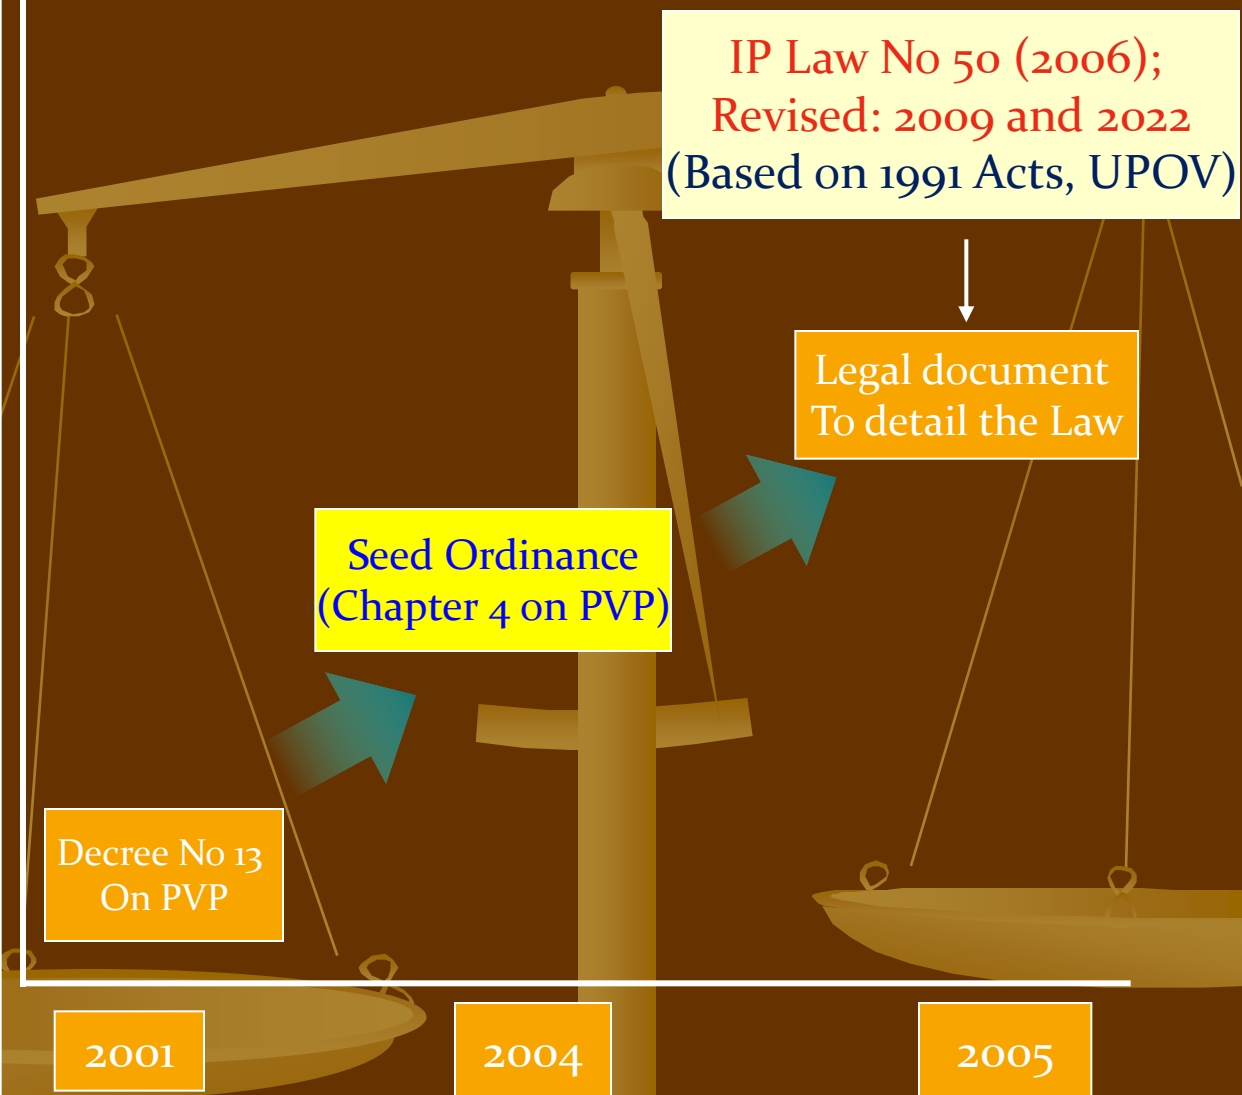 IP Law No 50 (2006);
Revised: 2009 and 2022
(Based on 1991 Acts, UPOV)
Legal document
To detail the Law
Seed Ordinance
(Chapter 4 on PVP)
Decree No 13
On PVP
2001
2004
2005